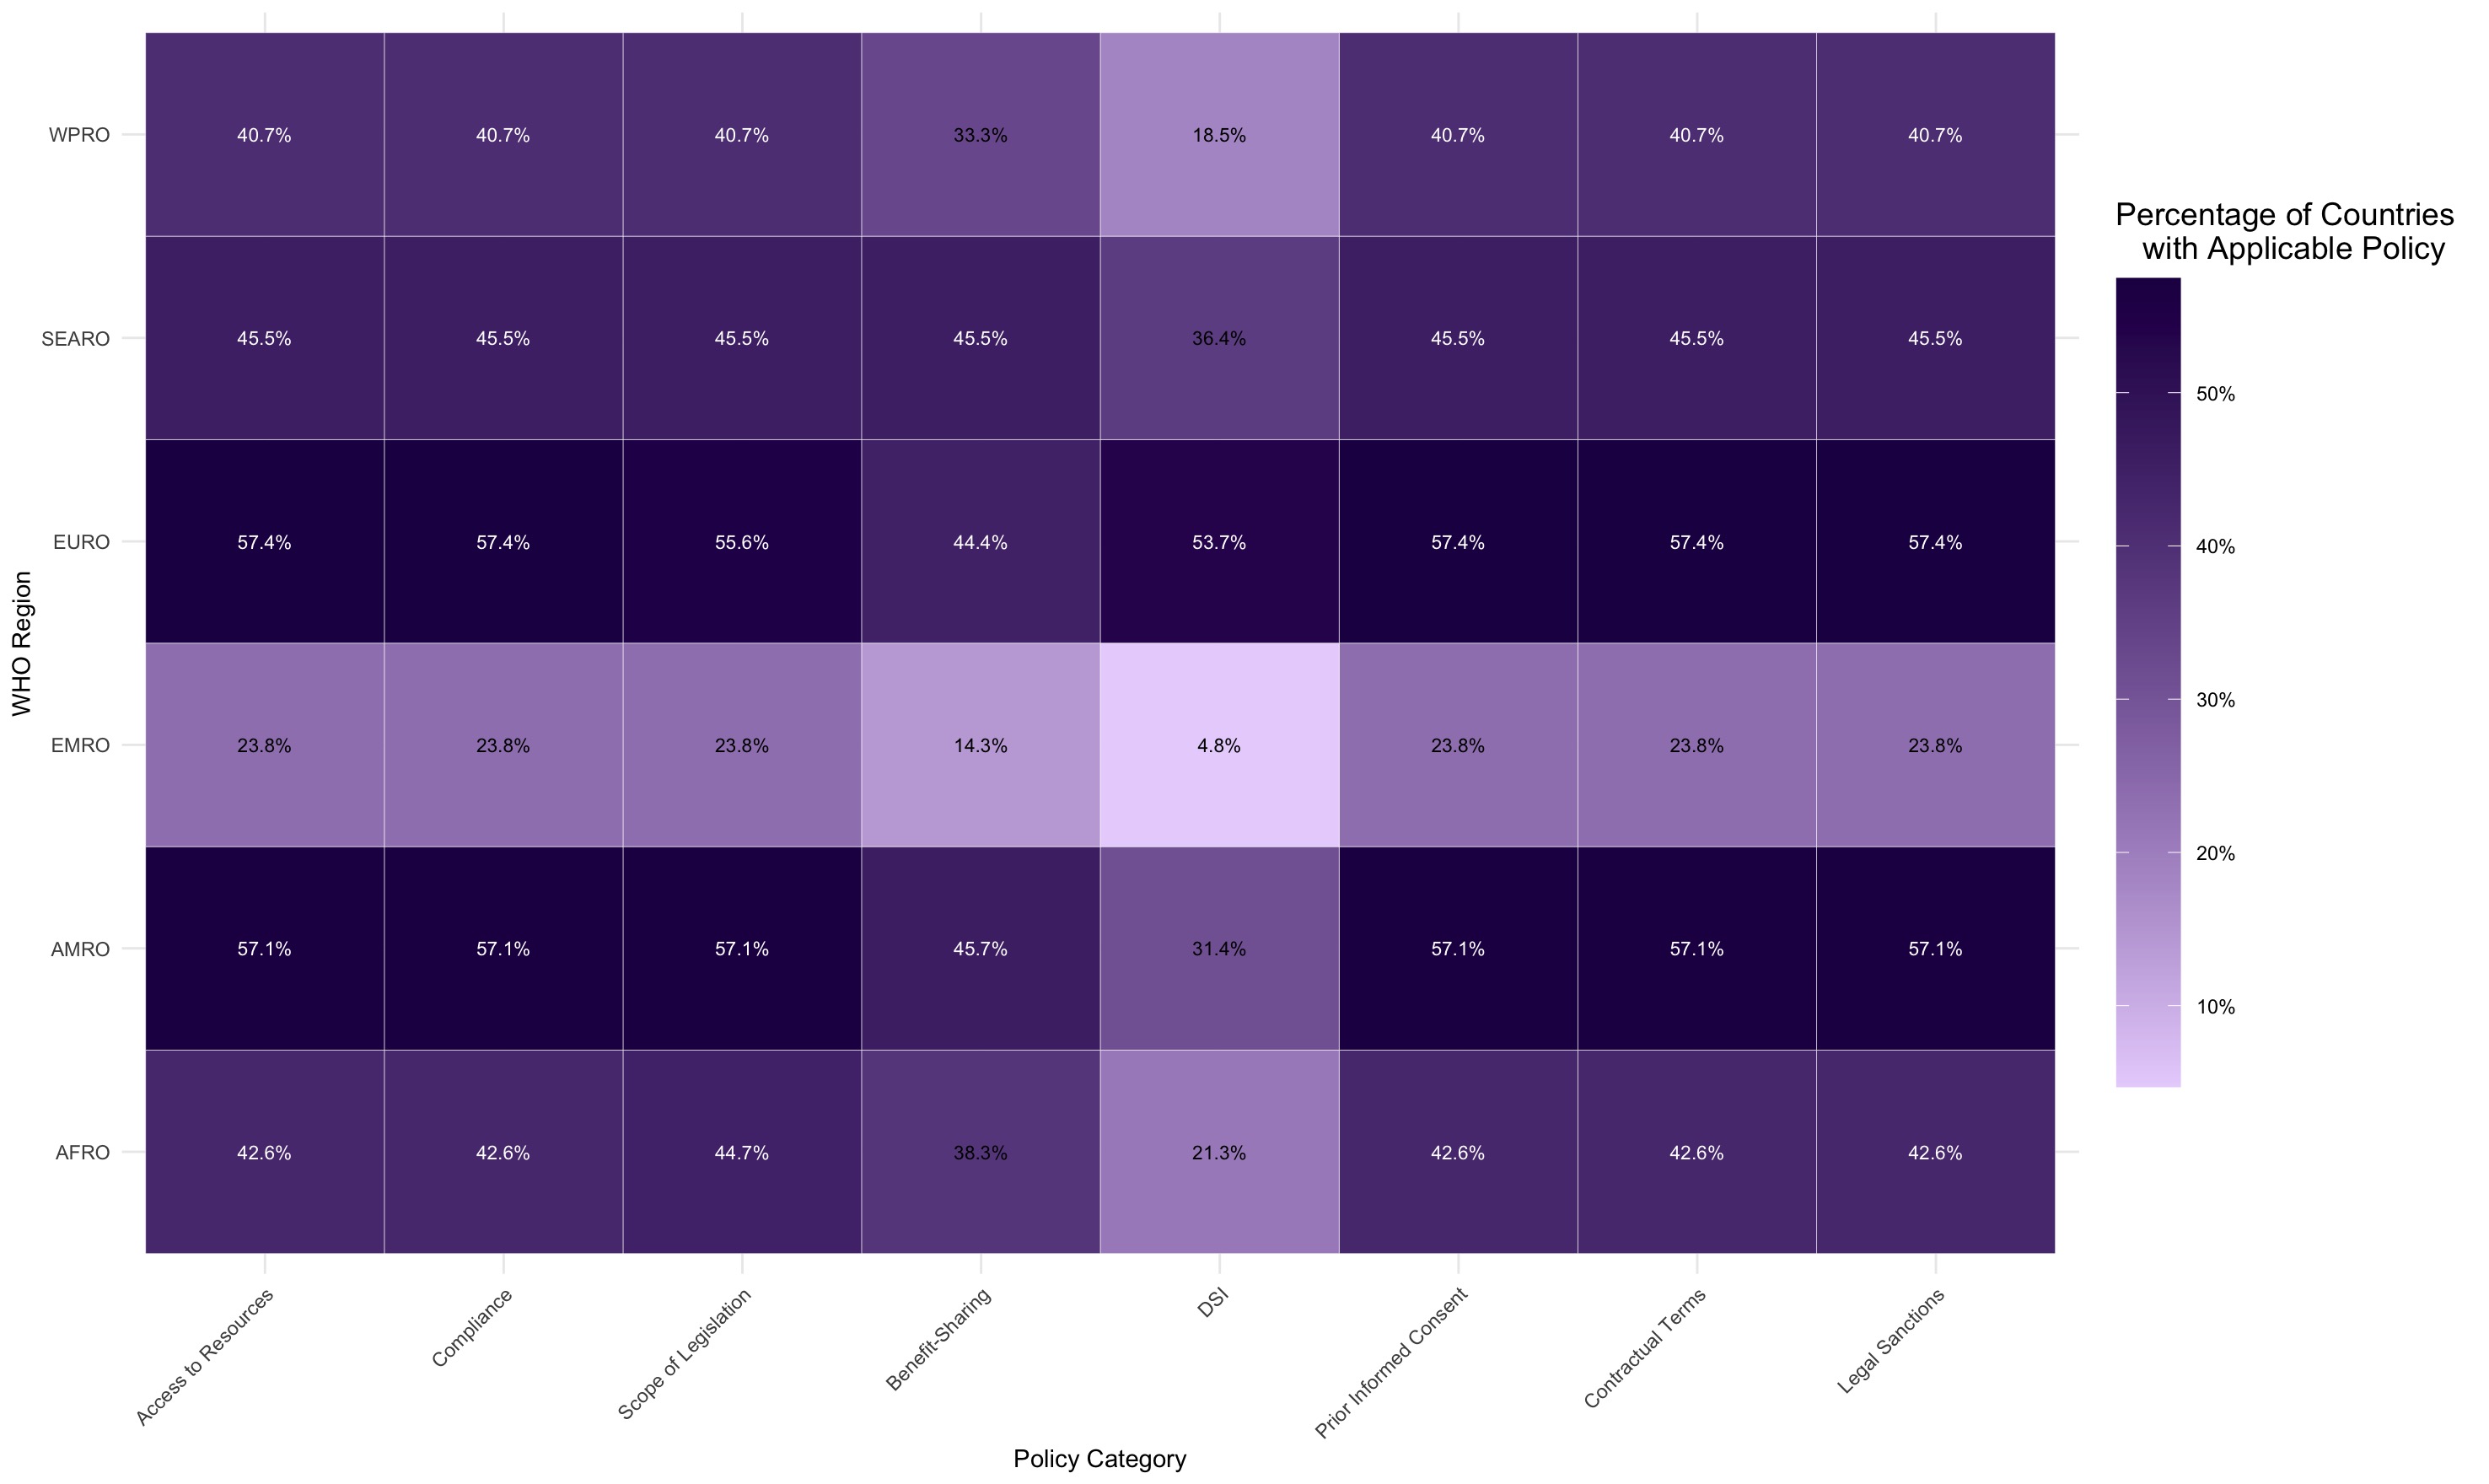 WPRO 40.7% 40.7% 40.7% 33.3% 18.5% 40.7% 40.7% 40.7%
SEARO 45.5% 45.5% 45.5% 45.5% 36.4% 45.5% 45.5% 45.5%
EURO 57.4% 57.4% 55.6% 44.4% 53.7% 57.4% 57.4% 57.4%
EMRO 23.8% 23.8% 23.8% 14.3% 4.8% 23.8% 23.8% 23.8%
AMRO 57.1% 57.1% 57.1% 45.7% 31.4% 57.1% 57.1% 57.1%
AFRO 42.6% 42.6% 44.7% 38.3% 21.3% 42.6% 42.6% 42.6%
WHO Region
Access to Resources
Compliance
Scope of Legislation
Benefit-Sharing
DSI
Prior Informed Consent
Contractual Terms
Legal Sanctions
Policy Category
Percentage of Countries
with Applicable Policy
50%
40%
30%
20%
10%